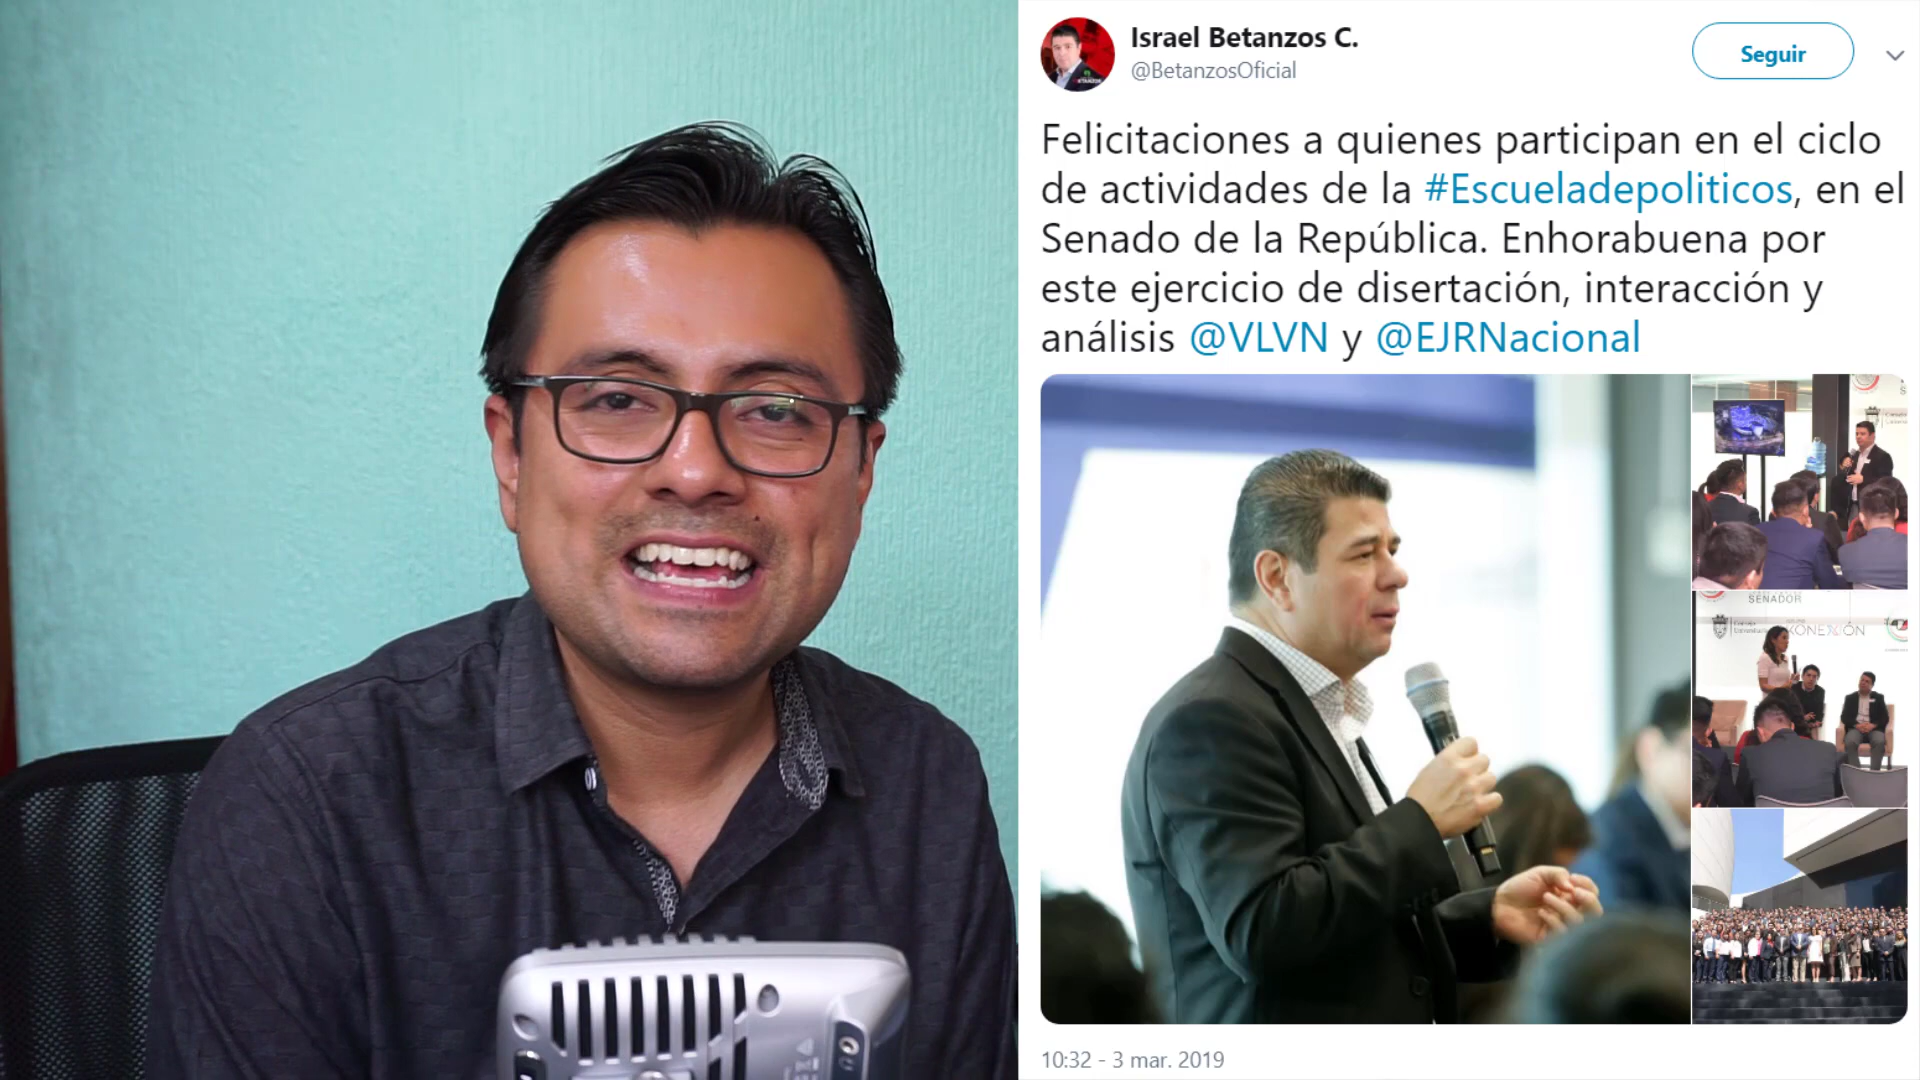 Israel Betanzos C.
@BetanzosOficial
Seguir
Felicitaciones a quienes participan en el ciclo
de actividades de la #Escueladepoliticos, en el
Senado de la República. Enhorabuena por
este ejercicio de disertación, interacción y
análisis @VLVN y @EJRNacional
SENADOR
KONEXIÓN
10:32 - 3 mar. 2019